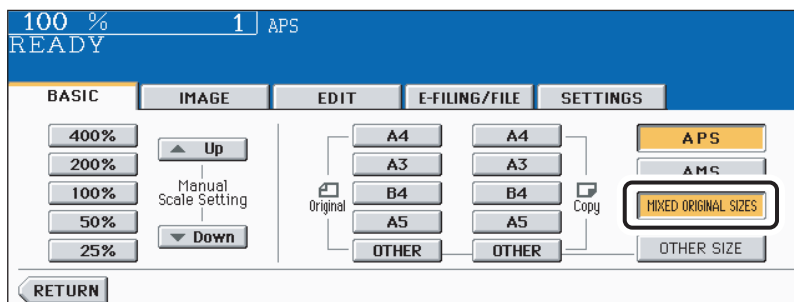 100 % 1 APS
READY
BASIC IMAGE EDIT E-FILING/FILE SETTINGS
400%
200%
100%
50%
25%
Up
Manual
Scale Setting
Down
Original
A4
A3
B4
A5
OTHER
A4
A3
B4
A5
OTHER
Copy
APS
AMS
MIXED ORIGINAL SIZES
OTHER SIZE
RETURN